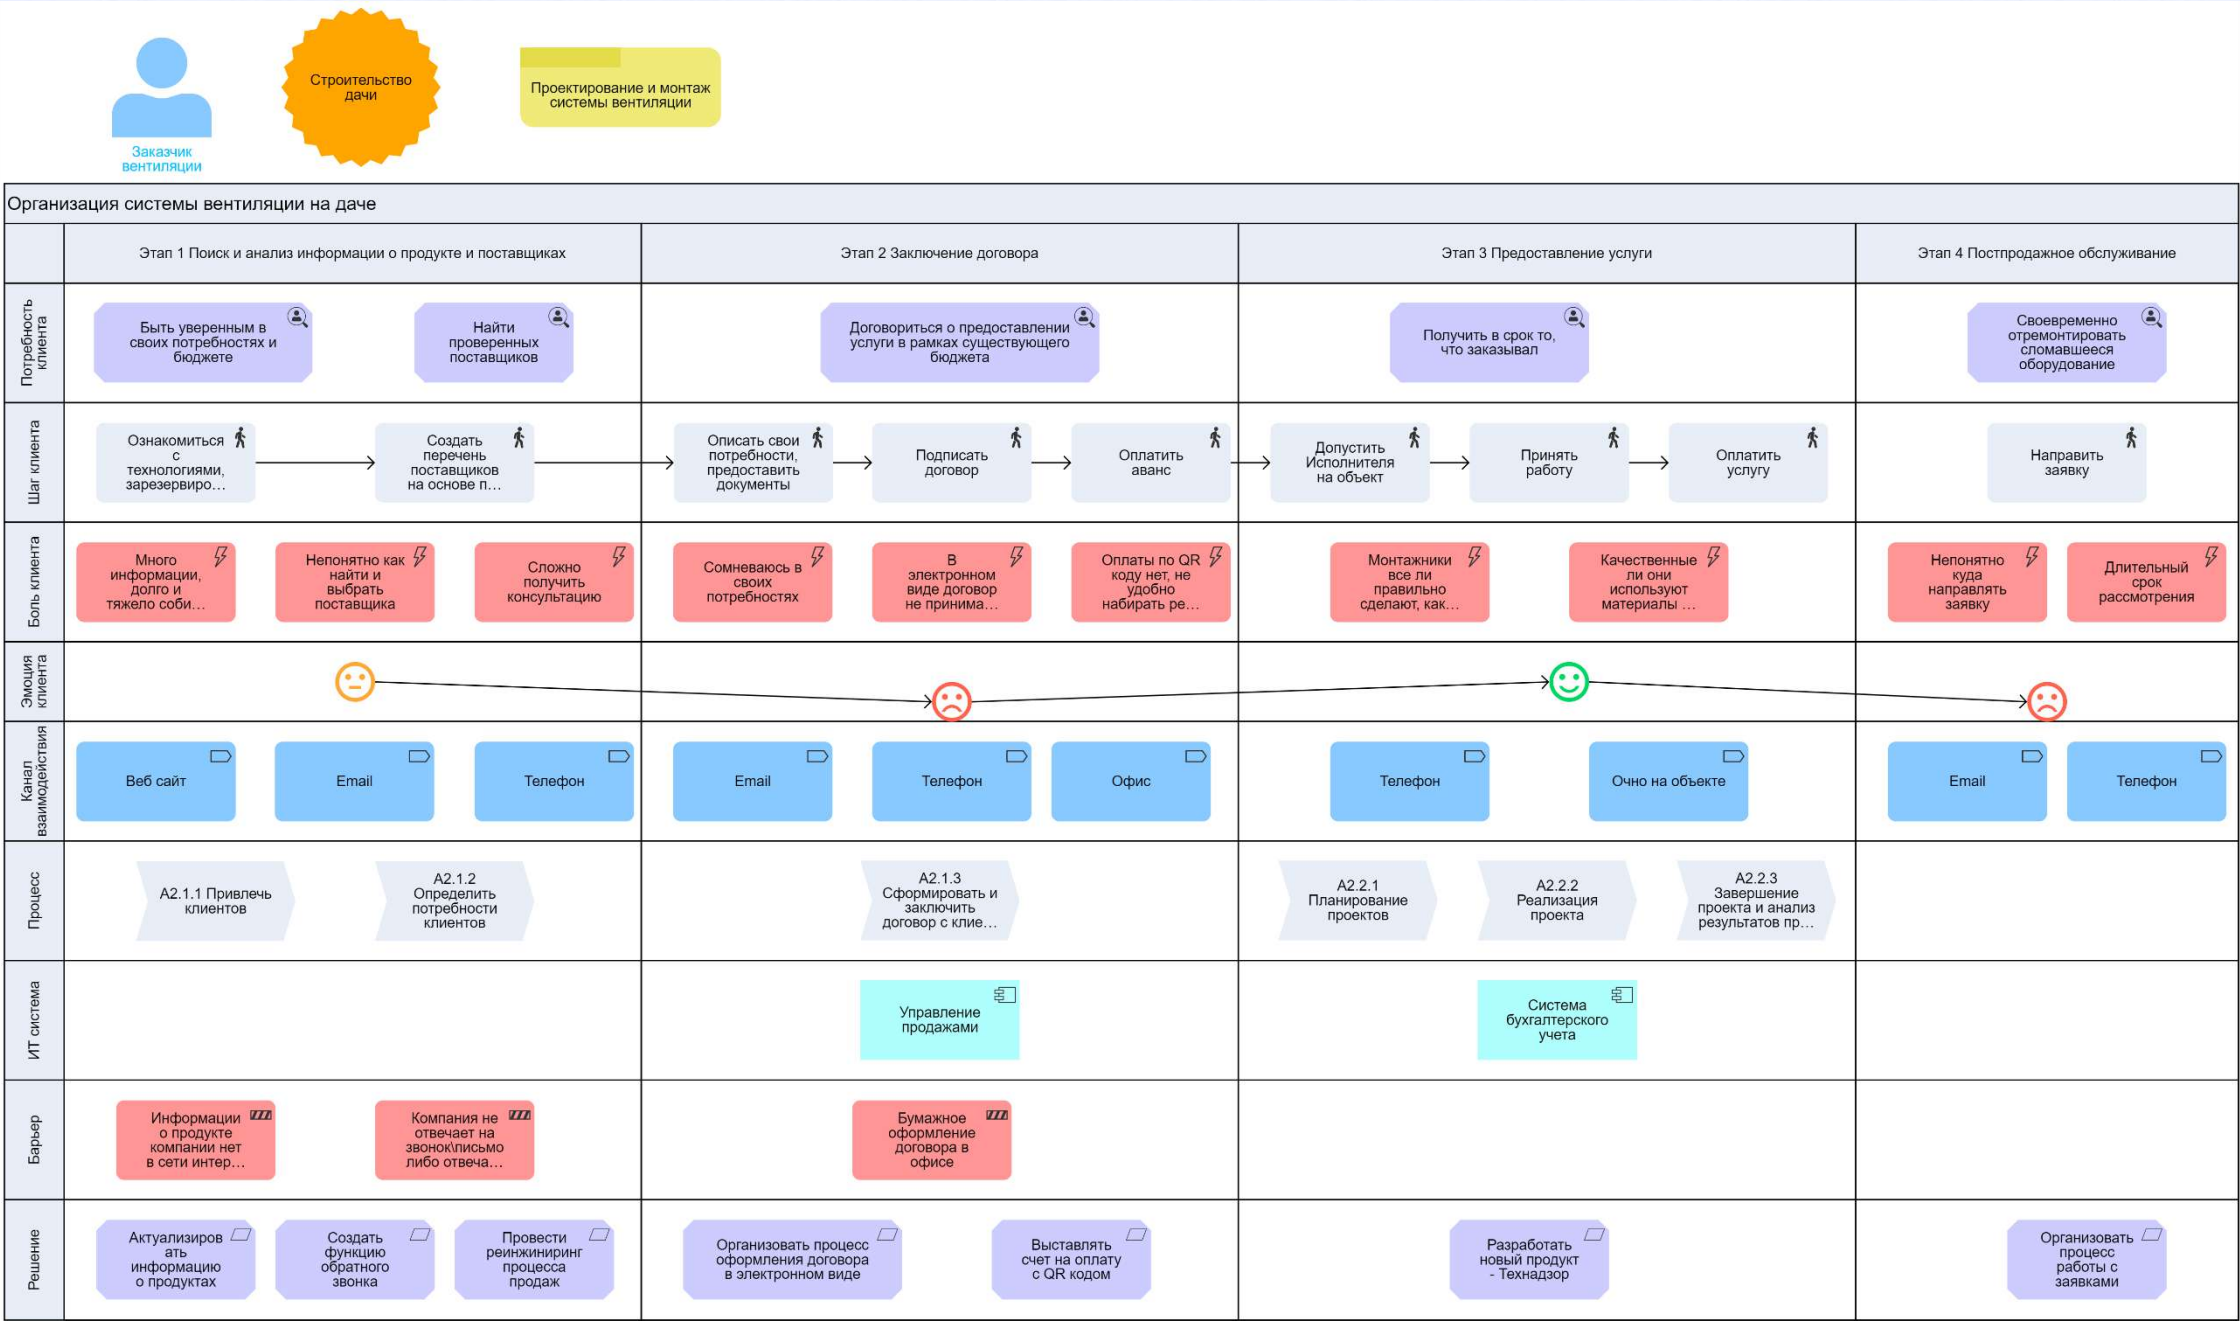 Строительство
дачи
Проектирование и монтаж
системы вентиляции
Заказчик
вентиляции
Организация системы вентиляции на даче
Этап 1 Поиск и анализ информации о продукте и поставщиках
Этап 2 Заключение договора
Этап 3 Предоставление услуги
Этап 4 Постпродажное обслуживание
Потребность
клиента
Быть уверенным в
своих потребностях и
бюджете
Найти
проверенных
поставщиков
Договориться о предоставлении
услуги в рамках существующего
бюджета
Получить в срок то,
что заказывал
Своевременно
отремонтировать
сломавшееся
оборудование
Шаг клиента
Ознакомиться
с
технологиями,
зарезервиро...
Создать
перечень
поставщиков
на основе п...
Описать свои
потребности,
предоставить
документы
Подписать
договор
Оплатить
аванс
Допустить
Исполнителя
на объект
Принять
работу
Оплатить
услугу
Направить
заявку
Боль клиента
Много
информации,
долго и
тяжело соби...
Непонятно как
найти и
выбрать
поставщика
Сложно
получить
консультацию
Сомневаюсь в
своих
потребностях
В
электронном
виде договор
не принима...
Оплаты по QR
коду нет, не
удобно
набирать ре...
Монтажники
все ли
правильно
сделают, как...
Качественные
ли они
используют
материалы ...
Непонятно
куда
направлять
заявку
Длительный
срок
рассмотрения
Эмоция
клиента
Канал
взаимодействия
Веб сайт
Email
Телефон
Email
Телефон
Офис
Телефон
Очно на объекте
Email
Телефон
Процесс
A2.1.1 Привлечь
клиентов
A2.1.2
Определить
потребности
клиентов
A2.1.3
Сформировать и
заключить
договор с клие...
A2.2.1
Планирование
проектов
A2.2.2
Реализация
проекта
A2.2.3
Завершение
проекта и анализ
результатов пр...
ИТ система
Управление
продажами
Система
бухгалтерского
учета
Барьер
Информации
о продукте
компании нет
в сети интер...
Компания не
отвечает на
звонок\письмо
либо отвеча...
Бумажное
оформление
договора в
офисе
Решение
Актуализиров
ать
информацию
о продуктах
Создать
функцию
обратного
звонка
Провести
реинжиниринг
процесса
продаж
Организовать процесс
оформления договора
в электронном виде
Выставлять
счет на оплату
с QR кодом
Разработать
новый продукт
- Технадзор
Организовать
процесс
работы с
заявками